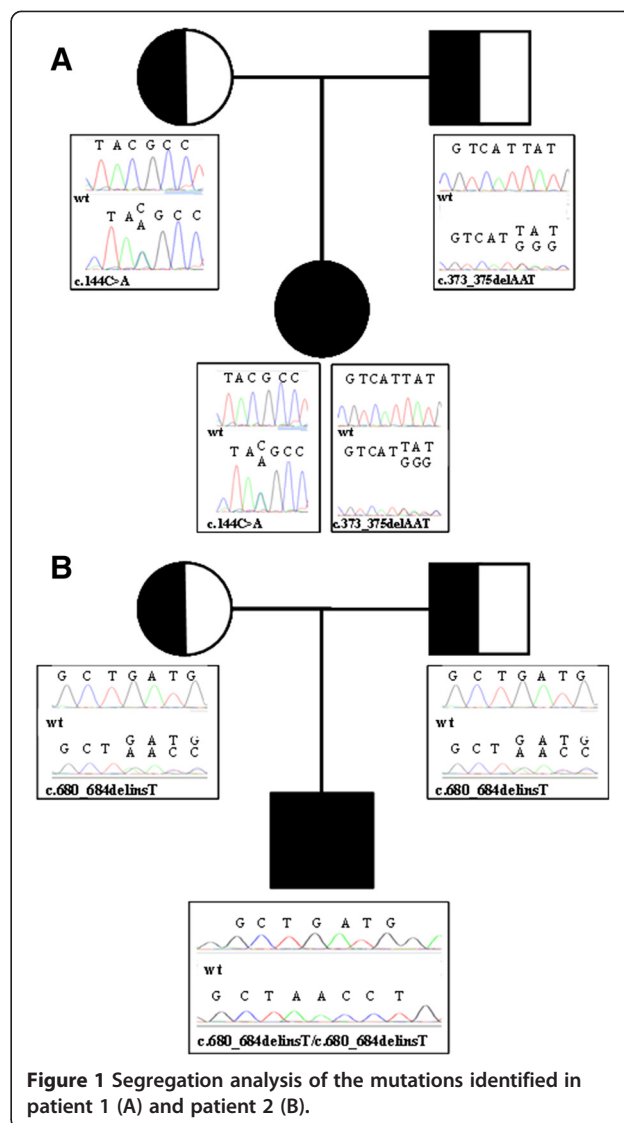 A
T A C G C C
wt
T A C G C C
A
c.144C>A
G T C A T T A T
wt
G T C A T T A T
G G G
c.373_375delAAT
T A C G C C
wt
T A C G C C
A
c.144C>A
G T C A T T A T
wt
G T C A T T A T
G G G
c.373_375delAAT
B
G C T G A T G
wt
G C T G A T G
A A C C
c.680_684delinsT
G C T G A T G
wt
G C T G A T G
A A C C
c.680_684delinsT
G C T G A T G
wt
G C T A A C C T
c.680_684delinsT/c.680_684delinsT
Figure 1 Segregation analysis of the mutations identified in
patient 1 (A) and patient 2 (B).